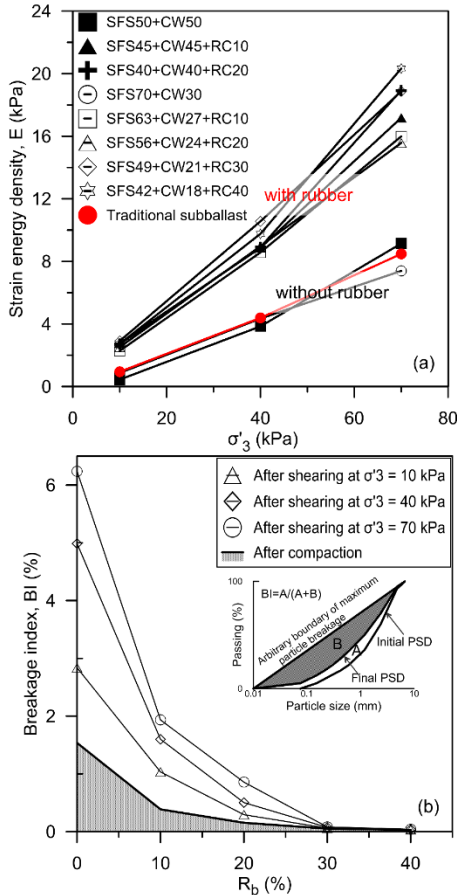 24
20
16
12
8
4
0
Strain energy density, E (kPa)
SFS50+CW50
SFS45+CW45+RC10
SFS40+CW40+RC20
SFS70+CW30
SFS63+CW27+RC10
SFS56+CW24+RC20
SFS49+CW21+RC30
SFS42+CW18+RC40
Traditional subballast
with rubber
without rubber
(a)
0 20 40 60 80
σ'3 (kPa)
6
4
2
0
Breakage index, BI (%)
After shearing at σ'3 = 10 kPa
After shearing at σ'3 = 40 kPa
After shearing at σ'3 = 70 kPa
After compaction
100
0
Passing (%)
BI=A/(A+B)
Arbitrary boundary of maximum
particle breakage
B
A
Initial PSD
Final PSD
0.01 0.1 1 10
Particle size (mm)
(b)
0 10 20 30 40
Rb (%)